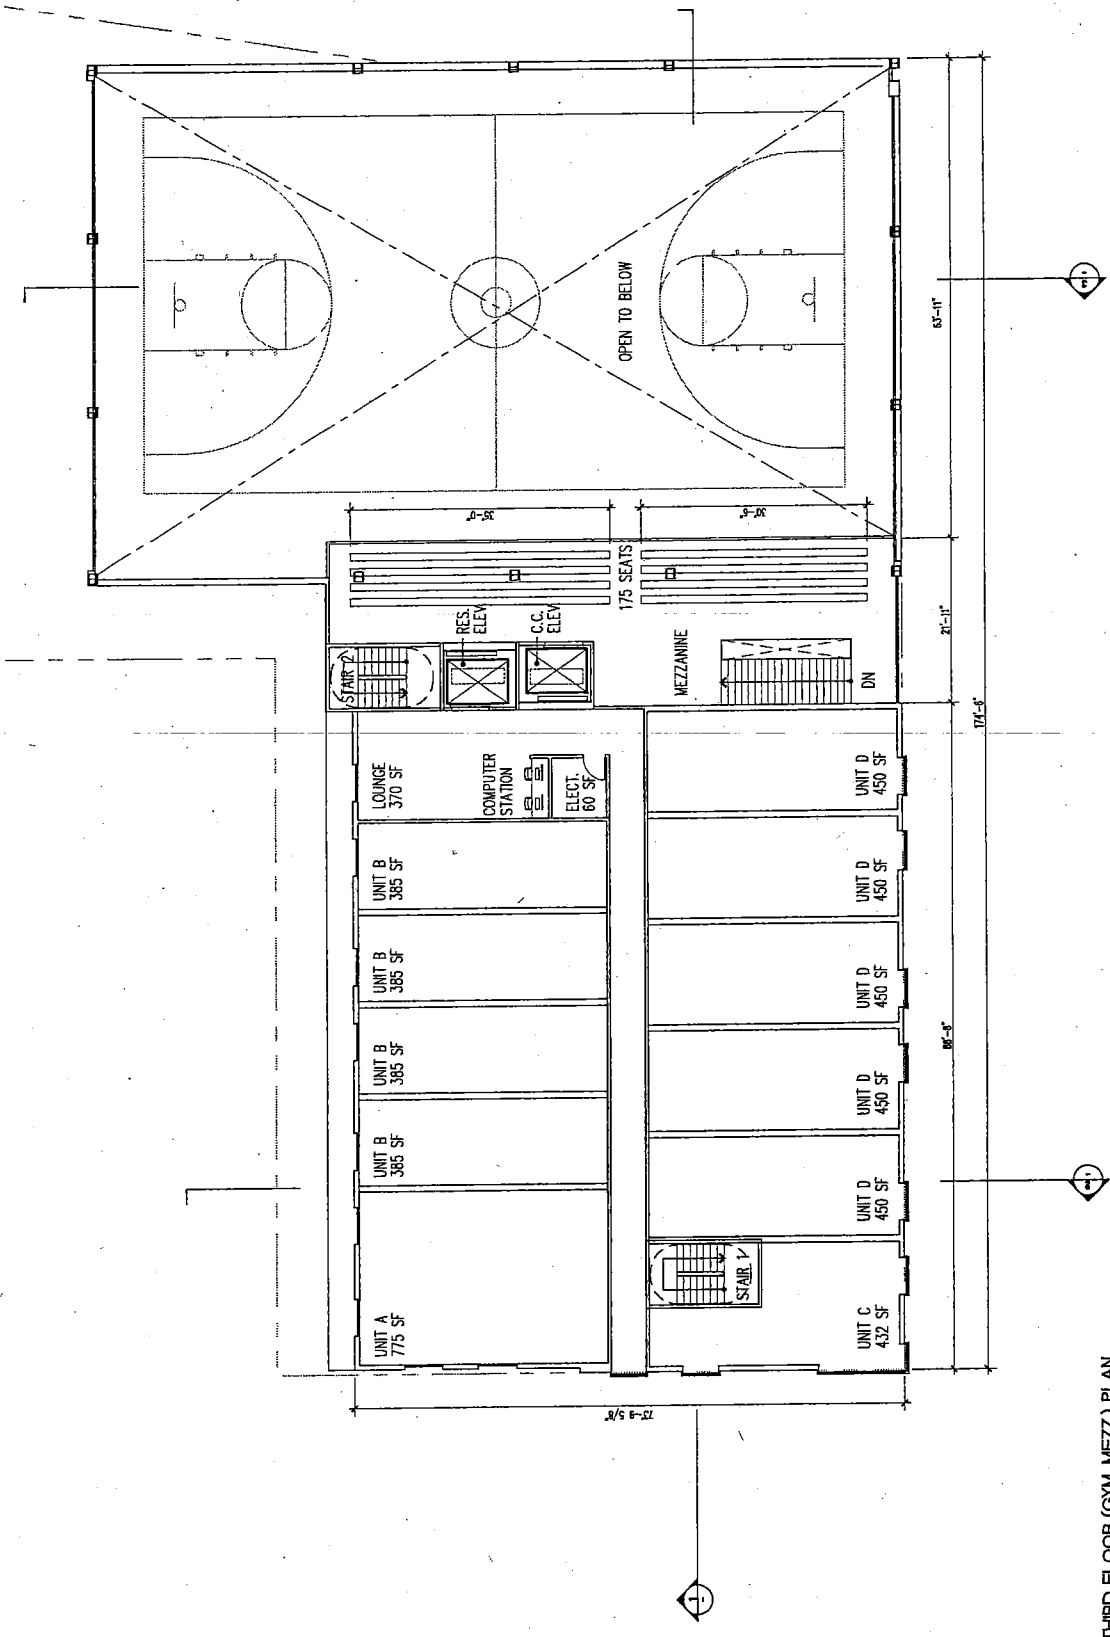 OPEN TO BELOW
63'-11"
35'-0"
30'-6"
175 SEATS
RES.
ELEV.
C.C.
ELEV.
STAIR 2
MEZZANINE
DN
21'-11"
174'-6"
LOUNGE
370 SF
COMPUTER
STATION
ELECT.
60 SF
UNIT D
450 SF
UNIT B
385 SF
UNIT D
450 SF
UNIT B
385 SF
UNIT D
450 SF
UNIT B
385 SF
UNIT D
450 SF
88'-8"
UNIT B
385 SF
UNIT D
450 SF
STAIR 1
UNIT A
775 SF
UNIT C
432 SF
73'-9 5/8"
1
THIRD FLOOR (GYM MEZZ.) PLAN